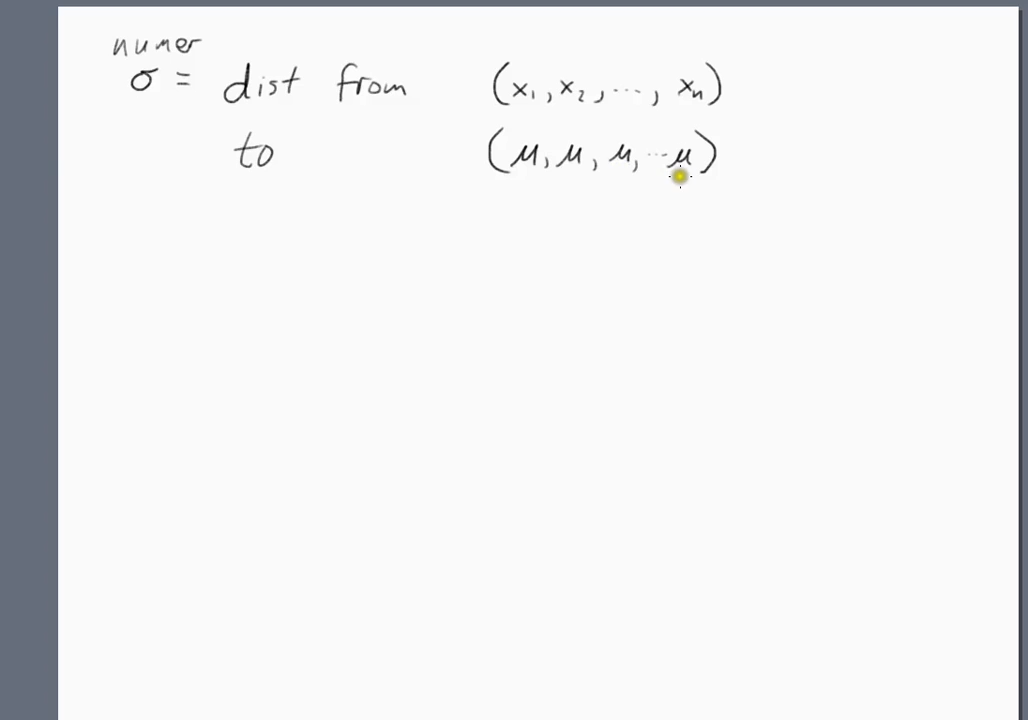 numer
σ = dist from (x₁, x₂, ..., xₙ)
to (μ, μ, μ, ... μ)